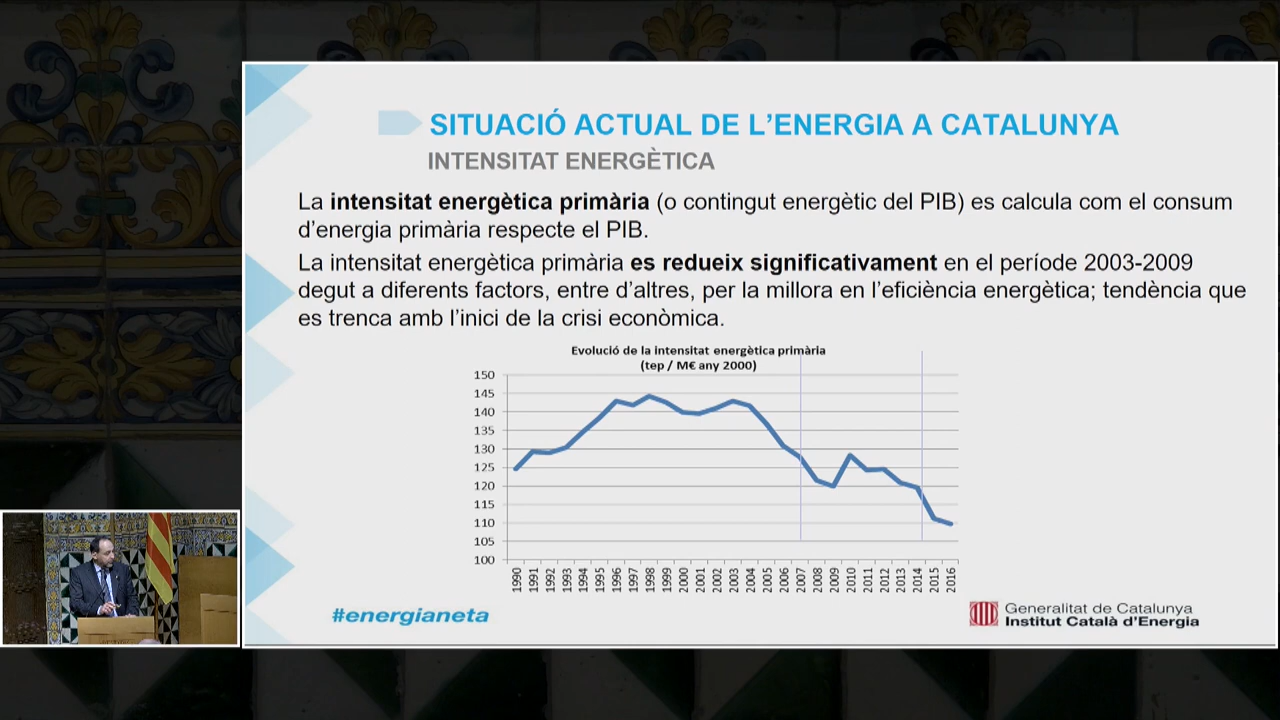 SITUACIÓ ACTUAL DE L'ENERGIA A CATALUNYA
INTENSITAT ENERGÈTICA
La intensitat energètica primària (o contingut energètic del PIB) es calcula com el consum
d'energia primària respecte el PIB.
La intensitat energètica primària es redueix significativament en el període 2003-2009
degut a diferents factors, entre d'altres, per la millora en l'eficiència energètica; tendència que
es trenca amb l'inici de la crisi econòmica.
Evolució de la intensitat energètica primària
(tep / M€ any 2000)
150
145
140
135
130
125
120
115
110
105
100
1990 1991 1992 1993 1994 1995 1996 1997 1998 1999 2000 2001 2002 2003 2004 2005 2006 2007 2008 2009 2010 2011 2012 2013 2014 2015 2016
#energianeta
Generalitat de Catalunya
Institut Català d'Energia